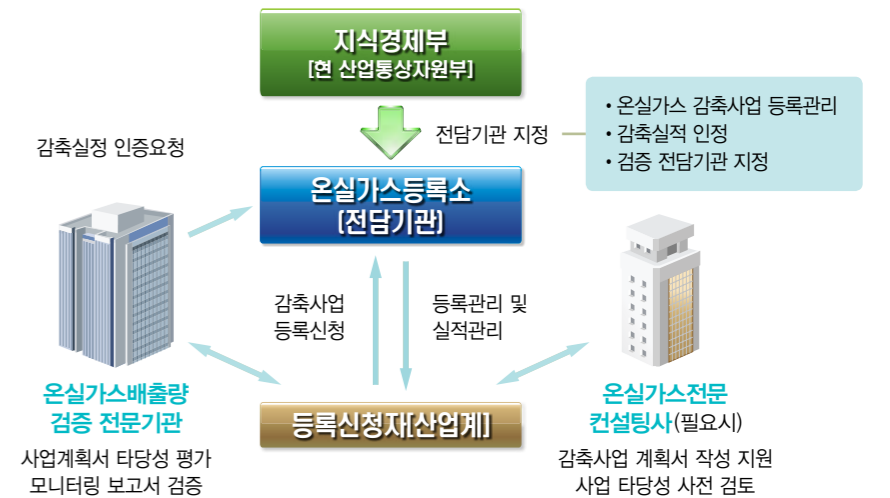 지식경제부
[현 산업통상자원부]
전담기관 지정
• 온실가스 감축사업 등록관리
• 감축실적 인정
• 검증 전담기관 지정
감축실정 인증요청
온실가스등록소
(전담기관)
감축사업
등록신청
등록관리 및
실적관리
온실가스배출량
검증 전문기관
사업계획서 타당성 평가
모니터링 보고서 검증
등록신청자[산업계]
온실가스전문
컨설팅사(필요시)
감축사업 계획서 작성 지원
사업 타당성 사전 검토